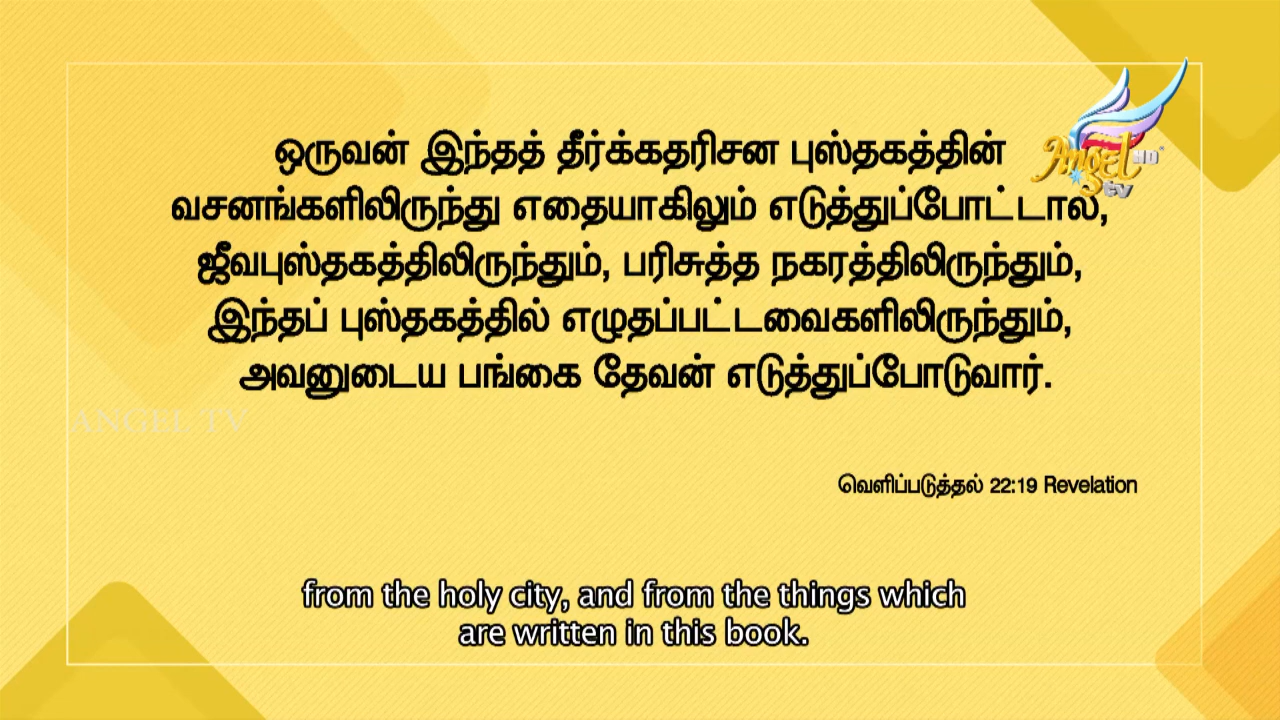 ஒருவன் இந்தத் தீர்க்கதரிசன புஸ்தகத்தின்
வசனங்களிலிருந்து எதையாகிலும் எடுத்துப்போட்டால்,
ஜீவபுஸ்தகத்திலிருந்தும், பரிசுத்த நகரத்திலிருந்தும்,
இந்தப் புஸ்தகத்தில் எழுதப்பட்டவைகளிலிருந்தும்,
அவனுடைய பங்கை தேவன் எடுத்துப்போடுவார்.
வெளிப்படுத்தல் 22:19 Revelation
from the holy city, and from the things which
are written in this book.
Angel HD
tv
ANGEL TV